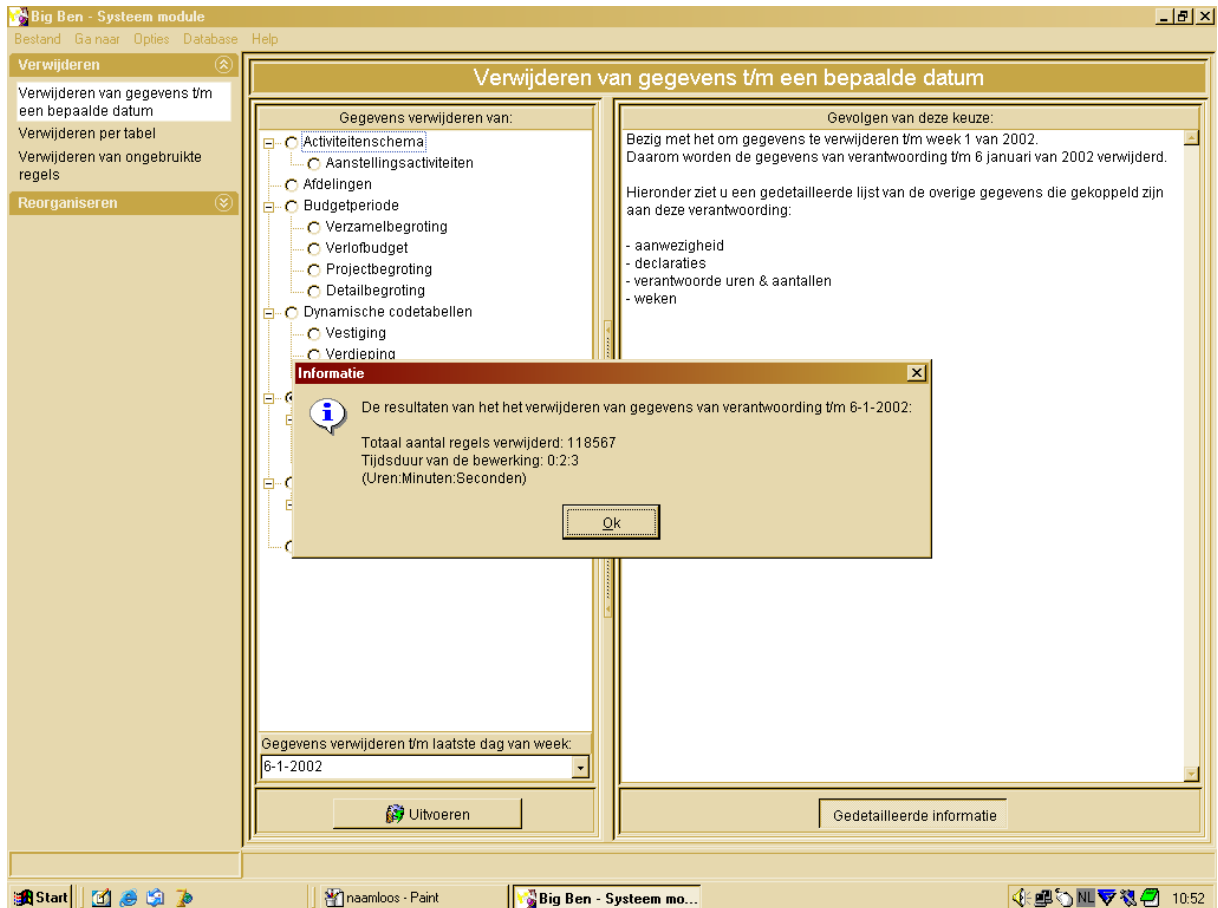 Big Ben - Systeem module
Bestand Ga naar Opties Database Help
Verwijderen
Verwijderen van gegevens t/m
een bepaalde datum
Verwijderen per tabel
Verwijderen van ongebruikte
regels
Reorganiseren
Verwijderen van gegevens t/m een bepaalde datum
Gegevens verwijderen van:
Activiteitenschema
Aanstellingsactiviteiten
Afdelingen
Budgetperiode
Verzamelbegroting
Verlofbudget
Projectbegroting
Detailbegroting
Dynamische codetabellen
Vestiging
Verdieping
Gegevens verwijderen t/m laatste dag van week:
6-1-2002
Uitvoeren
Gevolgen van deze keuze:
Bezig met het om gegevens te verwijderen t/m week 1 van 2002.
Daarom worden de gegevens van verantwoording t/m 6 januari van 2002 verwijderd.
Hieronder ziet u een gedetailleerde lijst van de overige gegevens die gekoppeld zijn
aan deze verantwoording:
- aanwezigheid
- declaraties
- verantwoorde uren & aantallen
- weken
Gedetailleerde informatie
Informatie
De resultaten van het het verwijderen van gegevens van verantwoording t/m 6-1-2002:
Totaal aantal regels verwijderd: 118567
Tijdsduur van de bewerking: 0:2:3
(Uren:Minuten:Seconden)
Ok
Start
naamloos - Paint
Big Ben - Systeem mo...
NL
10:52